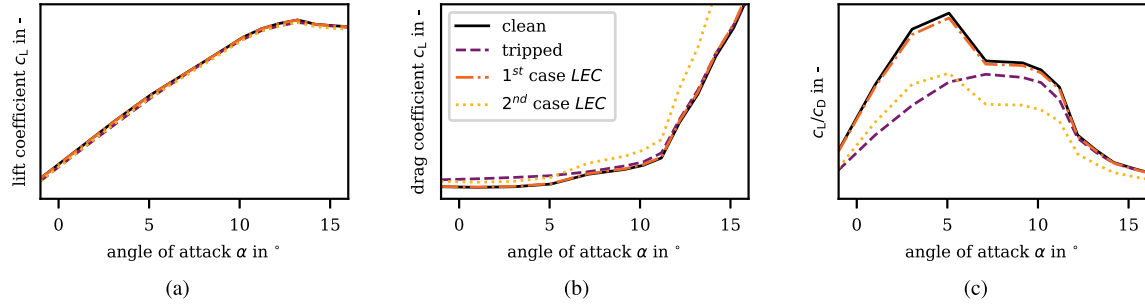 lift coefficient c_L in -
0 5 10 15
angle of attack α in °
(a)
drag coefficient c_L in -
clean
tripped
1^st case LEC
2^nd case LEC
0 5 10 15
angle of attack α in °
(b)
c_L/c_D in -
0 5 10 15
angle of attack α in °
(c)